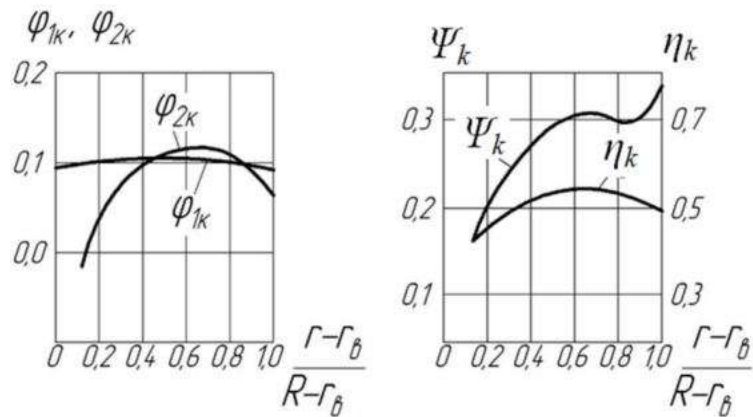 φ1к, φ2к
0,2
φ2к
0,1
φ1к
0,0
0 0,2 0,4 0,6 0,8 1,0
r-rв
R-rв
Ψk ηk
0,3 0,7
Ψk
ηk
0,2 0,5
0,1 0,3
0 0,2 0,4 0,6 0,8 1,0
r-rв
R-rв